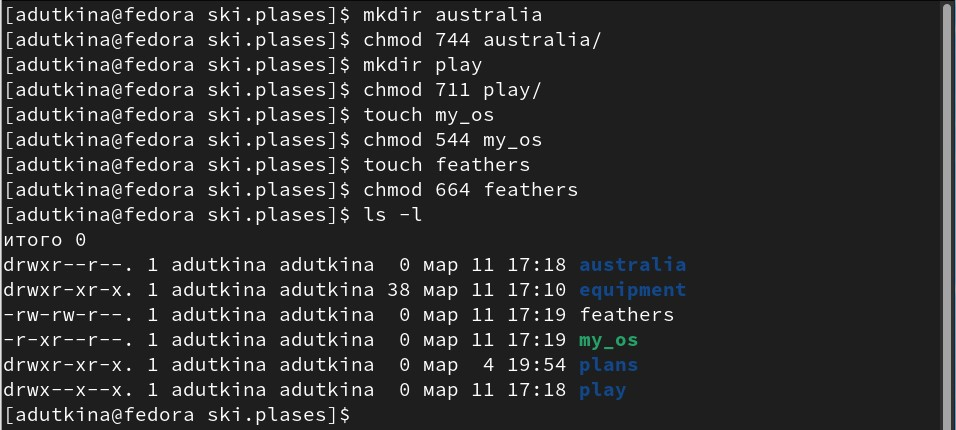 [adutkina@fedora ski.plases]$ mkdir australia
[adutkina@fedora ski.plases]$ chmod 744 australia/
[adutkina@fedora ski.plases]$ mkdir play
[adutkina@fedora ski.plases]$ chmod 711 play/
[adutkina@fedora ski.plases]$ touch my_os
[adutkina@fedora ski.plases]$ chmod 544 my_os
[adutkina@fedora ski.plases]$ touch feathers
[adutkina@fedora ski.plases]$ chmod 664 feathers
[adutkina@fedora ski.plases]$ ls -l
итого 0
drwxr--r--. 1 adutkina adutkina  0 мар 11 17:18 australia
drwxr-xr-x. 1 adutkina adutkina 38 мар 11 17:10 equipment
-rw-rw-r--. 1 adutkina adutkina  0 мар 11 17:19 feathers
-r-xr--r--. 1 adutkina adutkina  0 мар 11 17:19 my_os
drwxr-xr-x. 1 adutkina adutkina  0 мар  4 19:54 plans
drwx--x--x. 1 adutkina adutkina  0 мар 11 17:18 play
[adutkina@fedora ski.plases]$